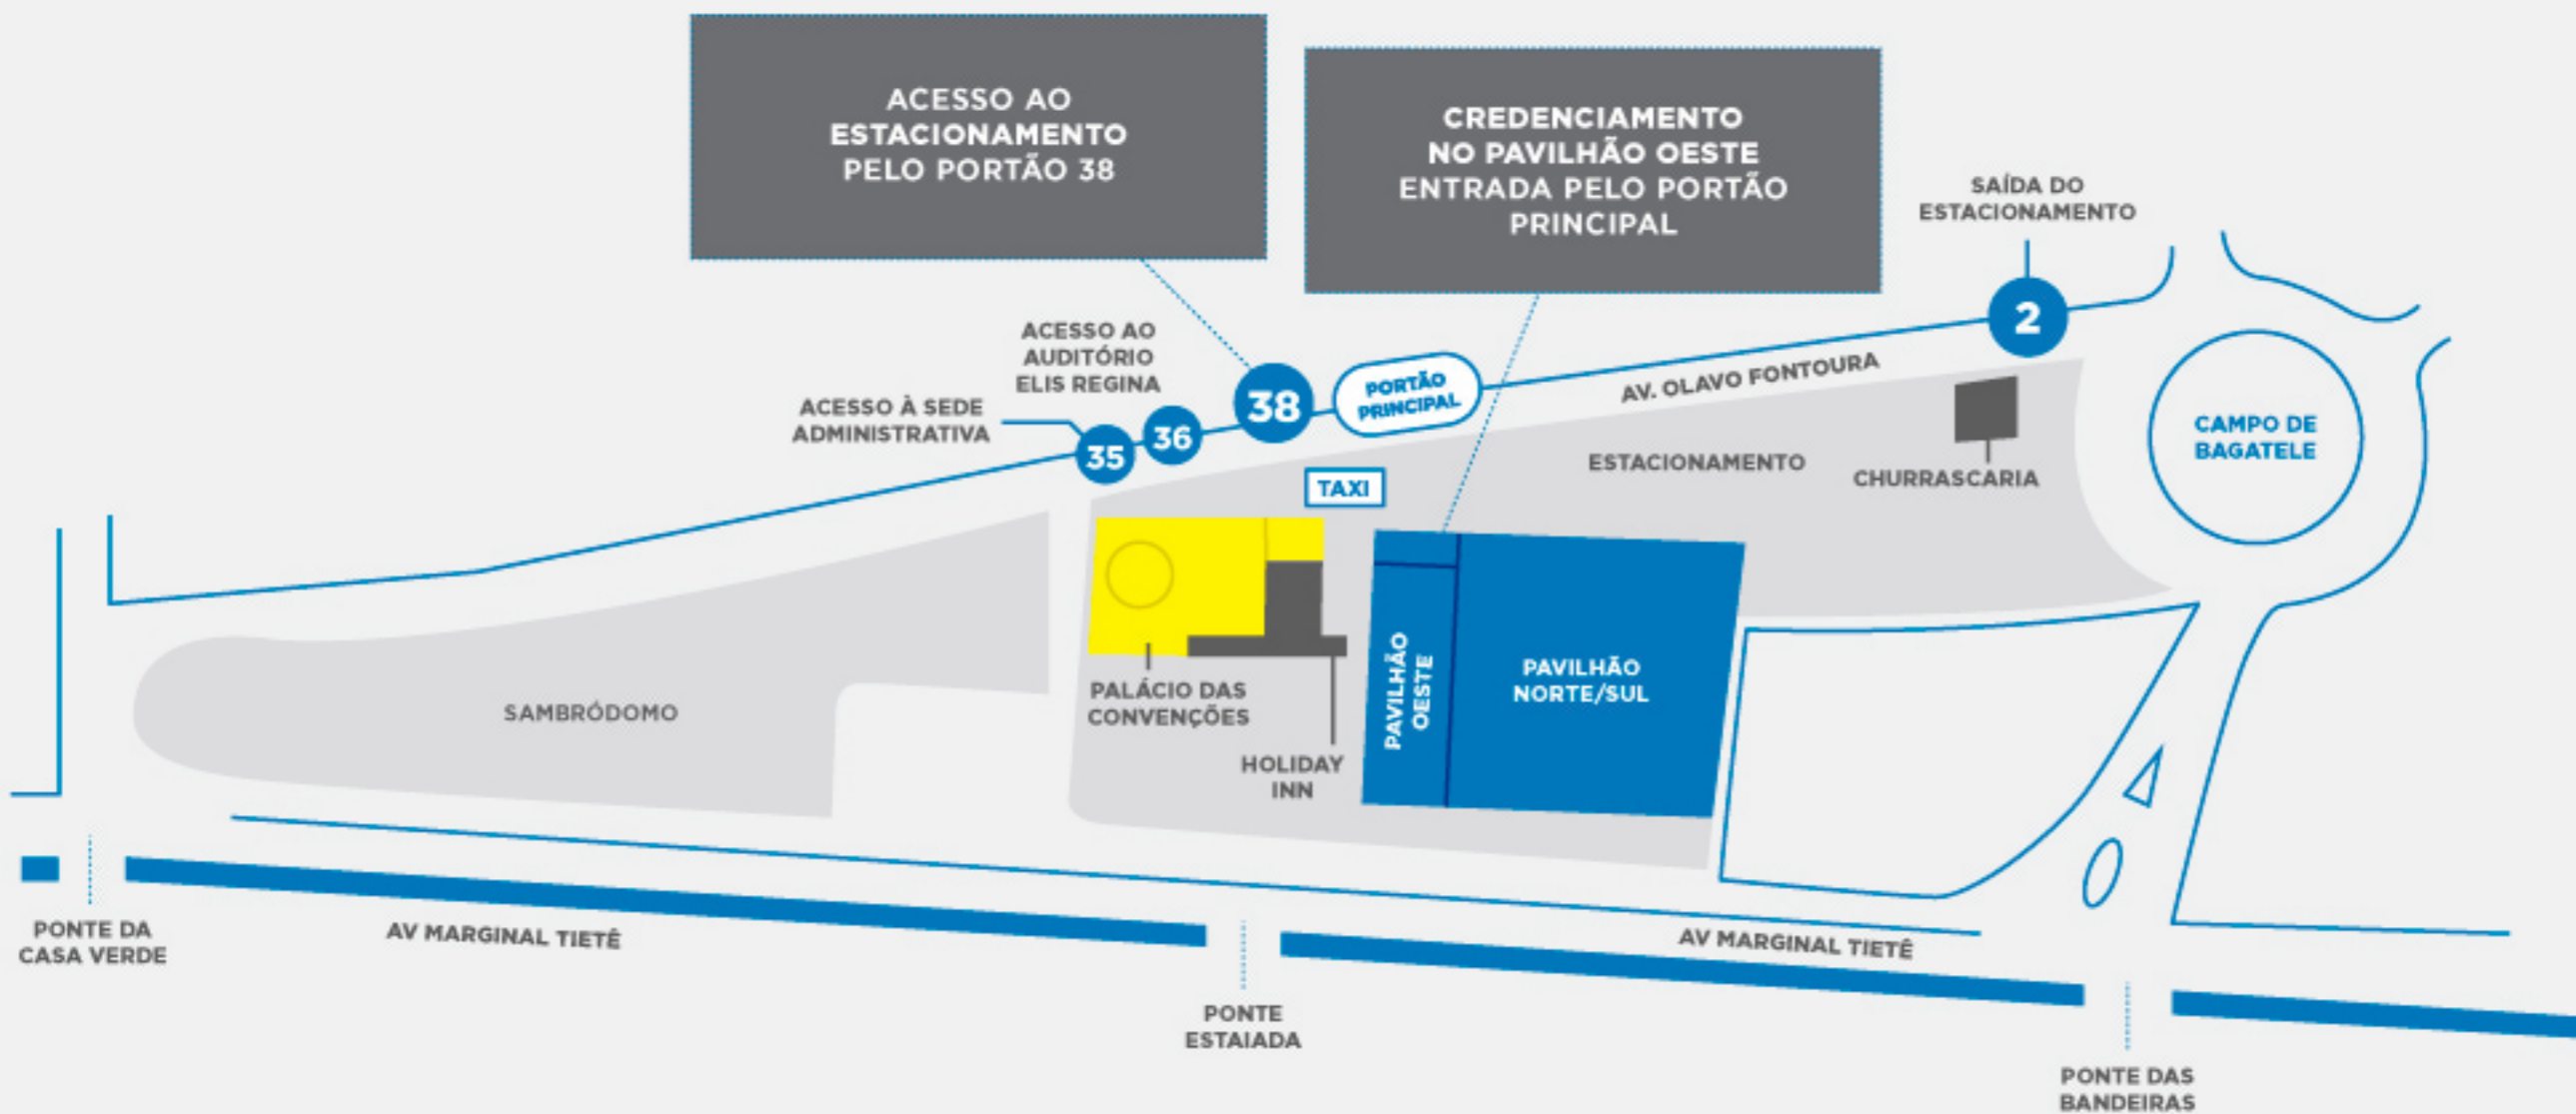 ACESSO AO
ESTACIONAMENTO
PELO PORTÃO 38
CREDENCIAMENTO
NO PAVILHÃO OESTE
ENTRADA PELO PORTÃO
PRINCIPAL
SAÍDA DO
ESTACIONAMENTO
2
ACESSO AO
AUDITÓRIO
ELIS REGINA
ACESSO À SEDE
ADMINISTRATIVA
35
36
38
PORTÃO
PRINCIPAL
AV. OLAVO FONTOURA
CAMPO DE
BAGATELE
TAXI
ESTACIONAMENTO
CHURRASCARIA
SAMBRÓDOMO
PALÁCIO DAS
CONVENÇÕES
HOLIDAY
INN
PAVILHÃO
OESTE
PAVILHÃO
NORTE/SUL
PONTE DA
CASA VERDE
AV MARGINAL TIETÊ
PONTE
ESTAIADA
AV MARGINAL TIETÊ
PONTE DAS
BANDEIRAS